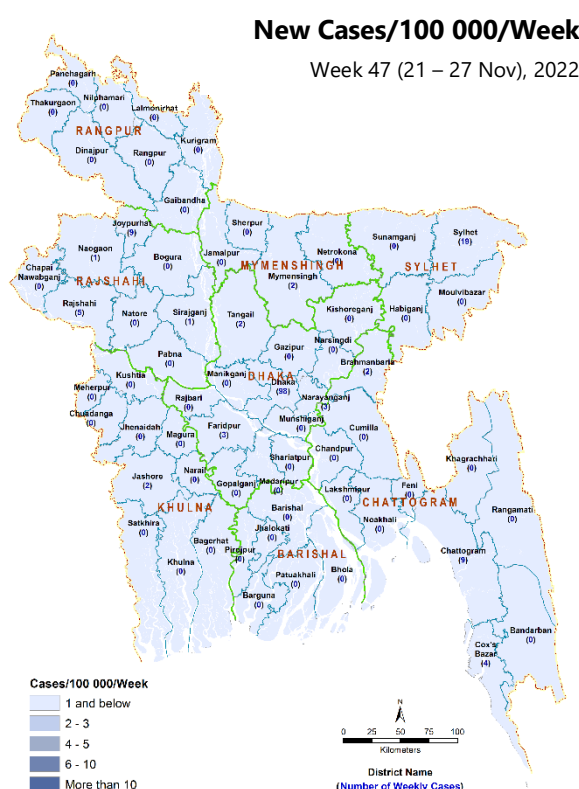 New Cases/100 000/Week
Week 47 (21 – 27 Nov), 2022
Panchagarh
(0)
Nilphamari
(0)
Thakurgaon
(0)
Lalmonirhat
(0)
RANGPUR
Kurigram
(0)
Dinajpur
(0)
Rangpur
(0)
Gaibandha
(0)
Joypurhat
(9)
Sherpur
(0)
Sunamganj
(0)
Sylhet
(19)
Naogaon
(1)
Bogura
(0)
Jamalpur
(0)
Netrokona
(0)
MYMENSINGH
SYLHET
Chapai
Nawabganj
(0)
RAJSHAHI
Mymensingh
(2)
Moulvibazar
(0)
Rajshahi
(5)
Natore
(0)
Sirajganj
(1)
Tangail
(2)
Kishoreganj
(0)
Habiganj
(0)
Pabna
(0)
Gazipur
(0)
Narsingdi
(0)
Brahmanbaria
(2)
Kushtia
(0)
Meherpur
(0)
Manikganj
(0)
DHAKA
Dhaka
(98)
Rajbari
(0)
Narayanganj
(3)
Chuadanga
(0)
Jhenaidah
(0)
Magura
(0)
Faridpur
(3)
Munshiganj
(0)
Cumilla
(0)
Chandpur
(0)
Khagrachhari
(0)
Jashore
(2)
Narail
(0)
Shariatpur
(0)
Gopalganj
(0)
Madaripur
(0)
Lakshmipur
(0)
Feni
(0)
CHATTOGRAM
Rangamati
(0)
KHULNA
Satkhira
(0)
Barishal
(0)
Noakhali
(0)
Jhalokati
(0)
Bagerhat
(0)
Pirojpur
(0)
BARISHAL
Khulna
(0)
Patuakhali
(0)
Bhola
(0)
Chattogram
(9)
Barguna
(0)
Bandarban
(0)
Cox's
Bazar
(4)
Cases/100 000/Week
1 and below
2 - 3
4 - 5
6 - 10
More than 10
N
0 25 50 75 100
Kilometers
District Name
(Number of Weekly Cases)